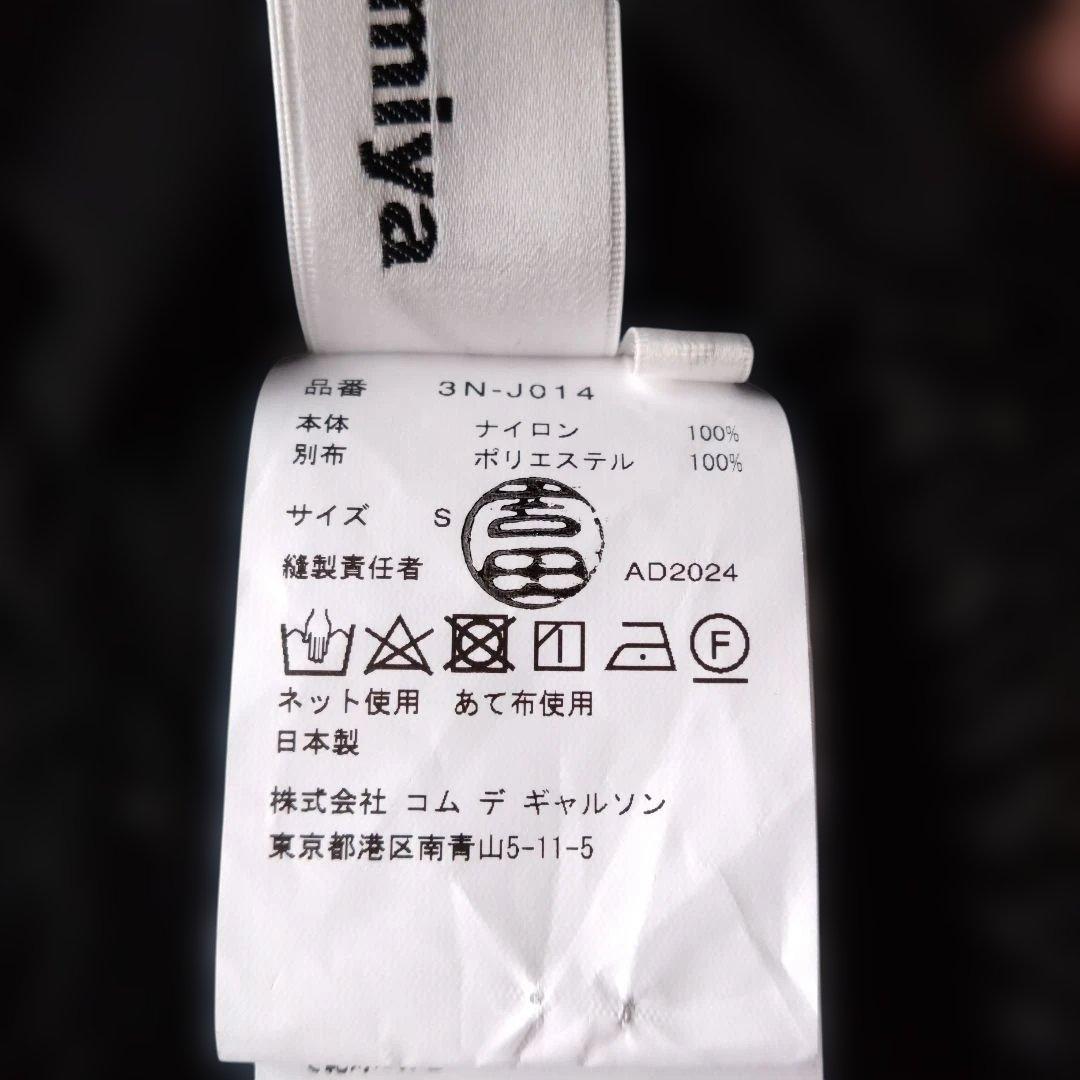 miya
品番 3N-J014
本体 ナイロン 100%
別布 ポリエステル 100%
サイズ S
吉田
縫製責任者 AD2024
F
ネット使用 あて布使用
日本製
株式会社 コム デ ギャルソン
東京都港区南青山5-11-5